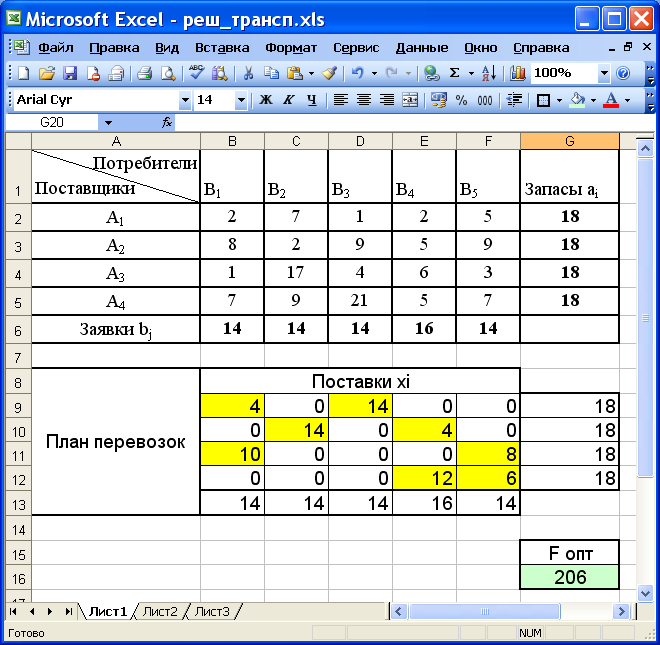 Microsoft Excel - реш_трансп.xls
Файл Правка Вид Вставка Формат Сервис Данные Окно Справка
100%
Arial Cyr 14 Ж К Ч % 000
G20 fx
A B C D E F G
Потребители
1 Поставщики B1 B2 B3 B4 B5 Запасы ai
2 A1 2 7 1 2 5 18
3 A2 8 2 9 5 9 18
4 A3 1 17 4 6 3 18
5 A4 7 9 21 5 7 18
6 Заявки bj 14 14 14 16 14
7
8 Поставки xi
9 4 0 14 0 0 18
10 0 14 0 4 0 18
План перевозок
11 10 0 0 0 8 18
12 0 0 0 12 6 18
13 14 14 14 16 14
14
15 F опт
16 206
17
Лист1 Лист2 Лист3
Готово NUM